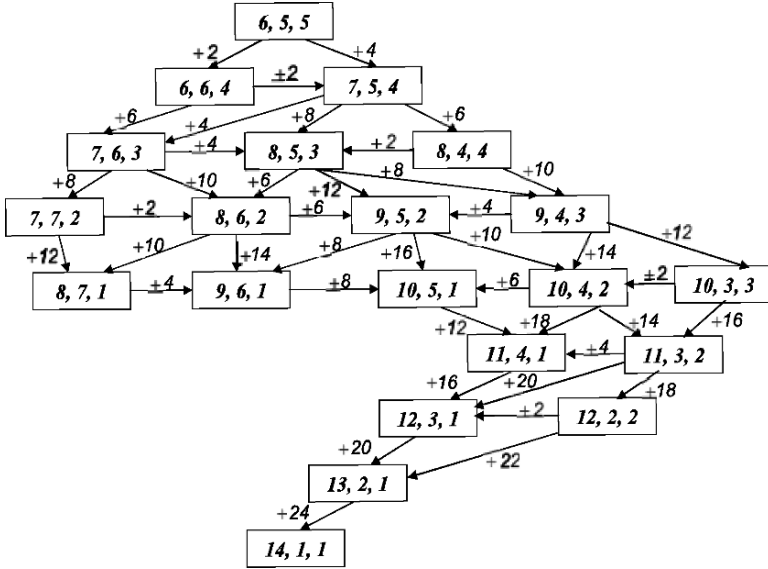 6, 5, 5
+2 +4
6, 6, 4 ±2 7, 5, 4
+6 +4 +8 +6
7, 6, 3 ±4 8, 5, 3 +2 8, 4, 4
+8 +10 +6 +12 +8 +10
7, 7, 2 +2 8, 6, 2 +6 9, 5, 2 ±4 9, 4, 3
+12 +10 +14 +8 +16 +10 +14 +12
8, 7, 1 ±4 9, 6, 1 ±8 10, 5, 1 +6 10, 4, 2 ±2 10, 3, 3
+12 +18 +14 +16
11, 4, 1 ±4 11, 3, 2
+16 +20 ±18
12, 3, 1 ±2 12, 2, 2
+20 +22
13, 2, 1
+24
14, 1, 1